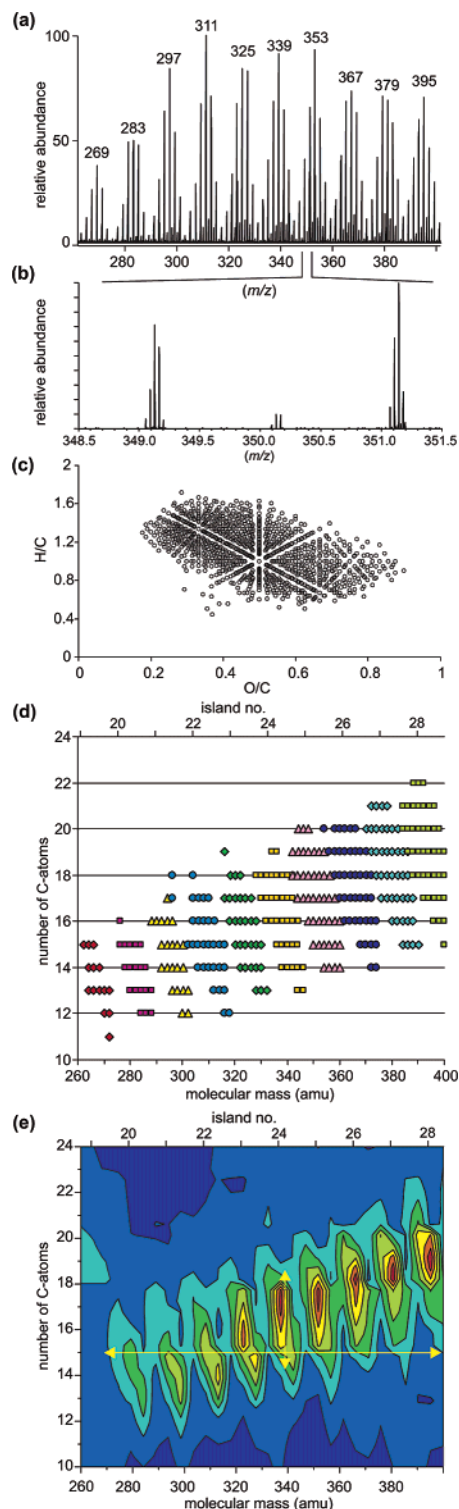 (a)
relative abundance
100
50
0
269
283
297
311
325
339
353
367
379
395
280 300 320 340 360 380
(m/z)
(b)
relative abundance
348.5 349.0 349.5 350.0 350.5 351.0 351.5
(m/z)
(c)
H/C
2
1.6
1.2
0.8
0.4
0
0 0.2 0.4 0.6 0.8 1
O/C
(d)
island no.
20 22 24 26 28
number of C-atoms
24
22
20
18
16
14
12
10
260 280 300 320 340 360 380 400
molecular mass (amu)
(e)
island no.
20 22 24 26 28
number of C-atoms
24
22
20
18
16
14
12
10
260 280 300 320 340 360 380
molecular mass (amu)